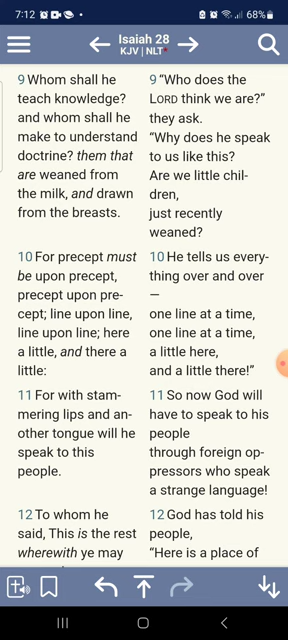 7:12
68%
Isaiah 28
KJV | NLT*
9 Whom shall he
teach knowledge?
and whom shall he
make to understand
doctrine? them that
are weaned from
the milk, and drawn
from the breasts.
10 For precept must
be upon precept,
precept upon pre-
cept; line upon line,
line upon line; here
a little, and there a
little:
11 For with stam-
mering lips and an-
other tongue will he
speak to this
people.
12 To whom he
said, This is the rest
wherewith ye may
9 “Who does the
LORD think we are?”
they ask.
“Why does he speak
to us like this?
Are we little chil-
dren,
just recently
weaned?
10 He tells us every-
thing over and over
—
one line at a time,
one line at a time,
a little here,
and a little there!”
11 So now God will
have to speak to his
people
through foreign op-
pressors who speak
a strange language!
12 God has told his
people,
“Here is a place of